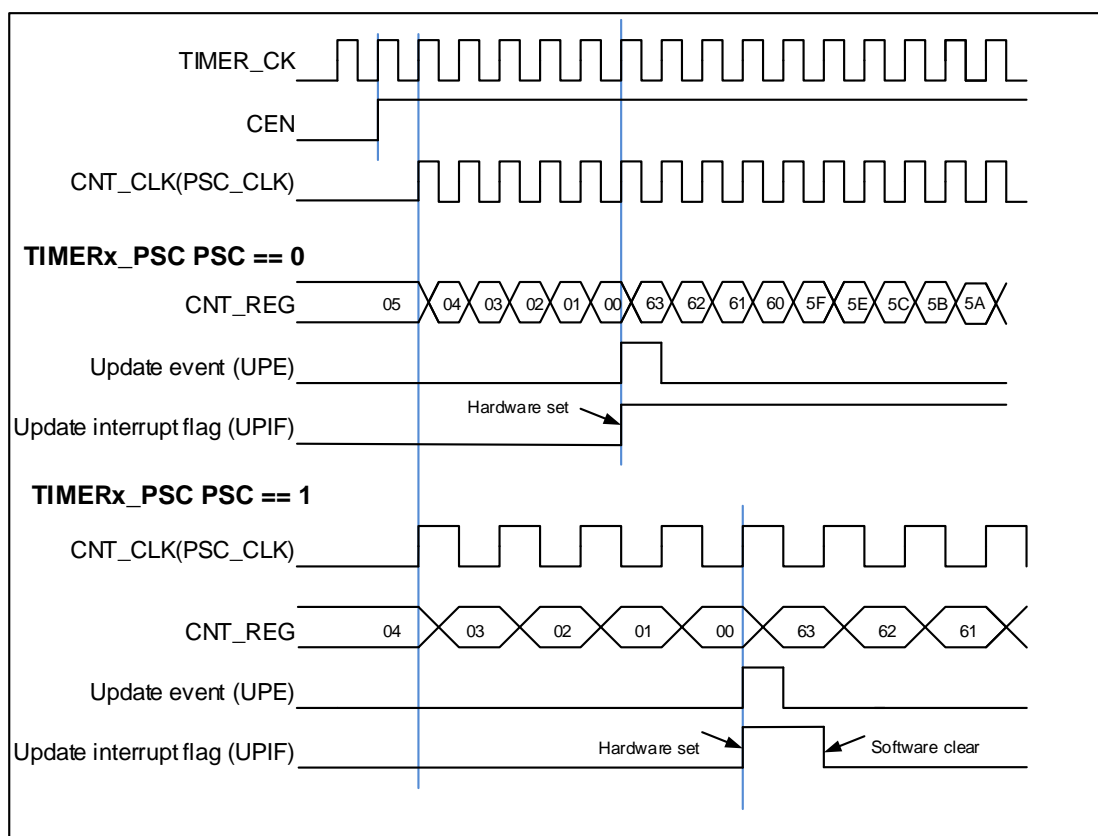 TIMER_CK
CEN
CNT_CLK(PSC_CLK)
TIMERx_PSC PSC == 0
CNT_REG 05 04 03 02 01 00 63 62 61 60 5F 5E 5C 5B 5A
Update event (UPE)
Hardware set
Update interrupt flag (UPIF)
TIMERx_PSC PSC == 1
CNT_CLK(PSC_CLK)
CNT_REG 04 03 02 01 00 63 62 61
Update event (UPE)
Update interrupt flag (UPIF) Hardware set Software clear